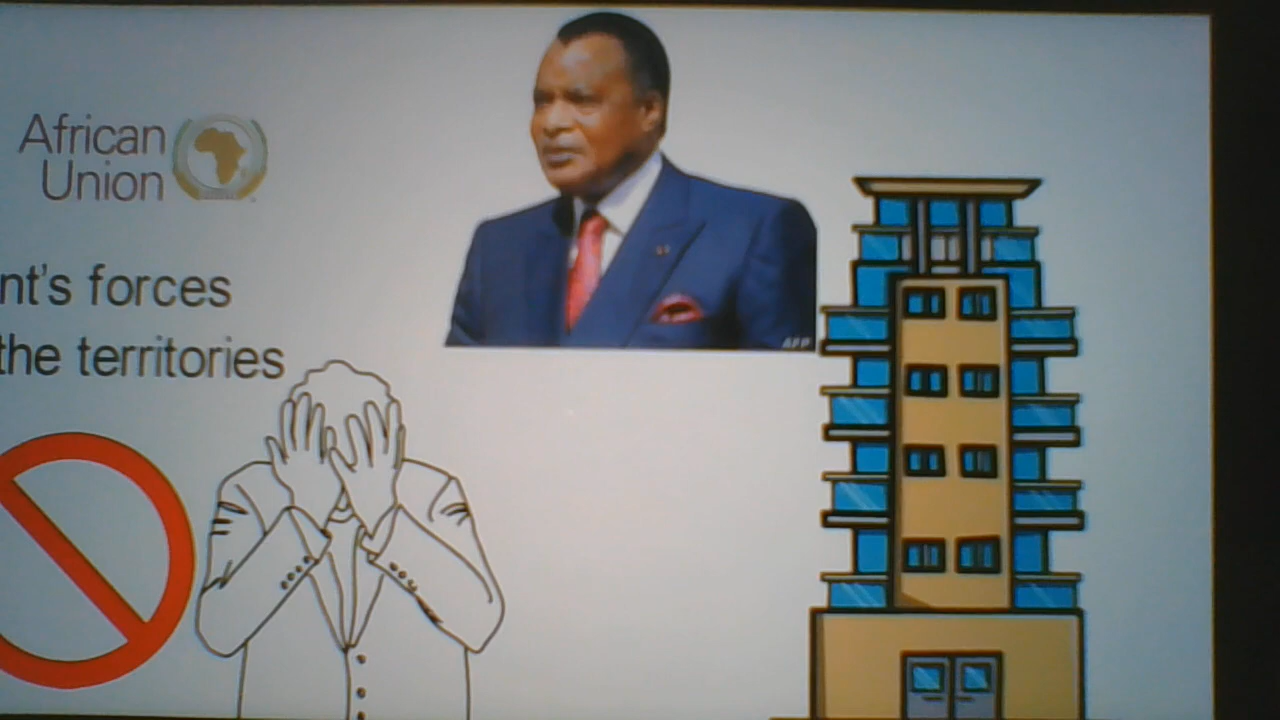 African
Union
nt's forces
the territories
AFP